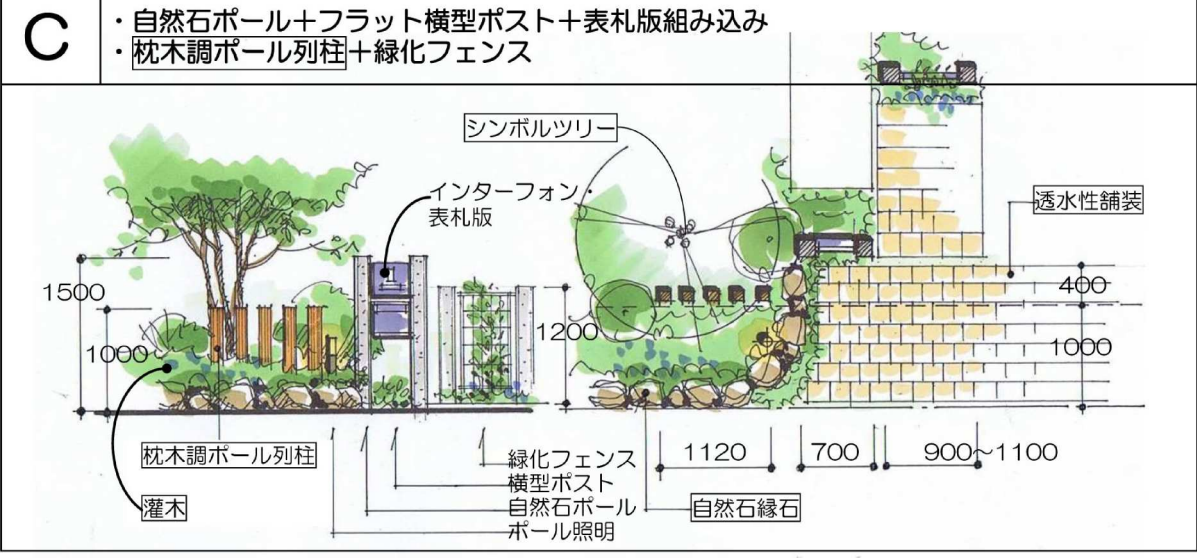 C
・自然石ポール＋フラット横型ポスト＋表札版組み込み
・枕木調ポール列柱＋緑化フェンス
シンボルツリー
インターフォン・
表札版
透水性舗装
1500
1000
1200
400
1000
1120
700
900～1100
枕木調ポール列柱
灌木
緑化フェンス
横型ポスト
自然石ポール
ポール照明
自然石縁石